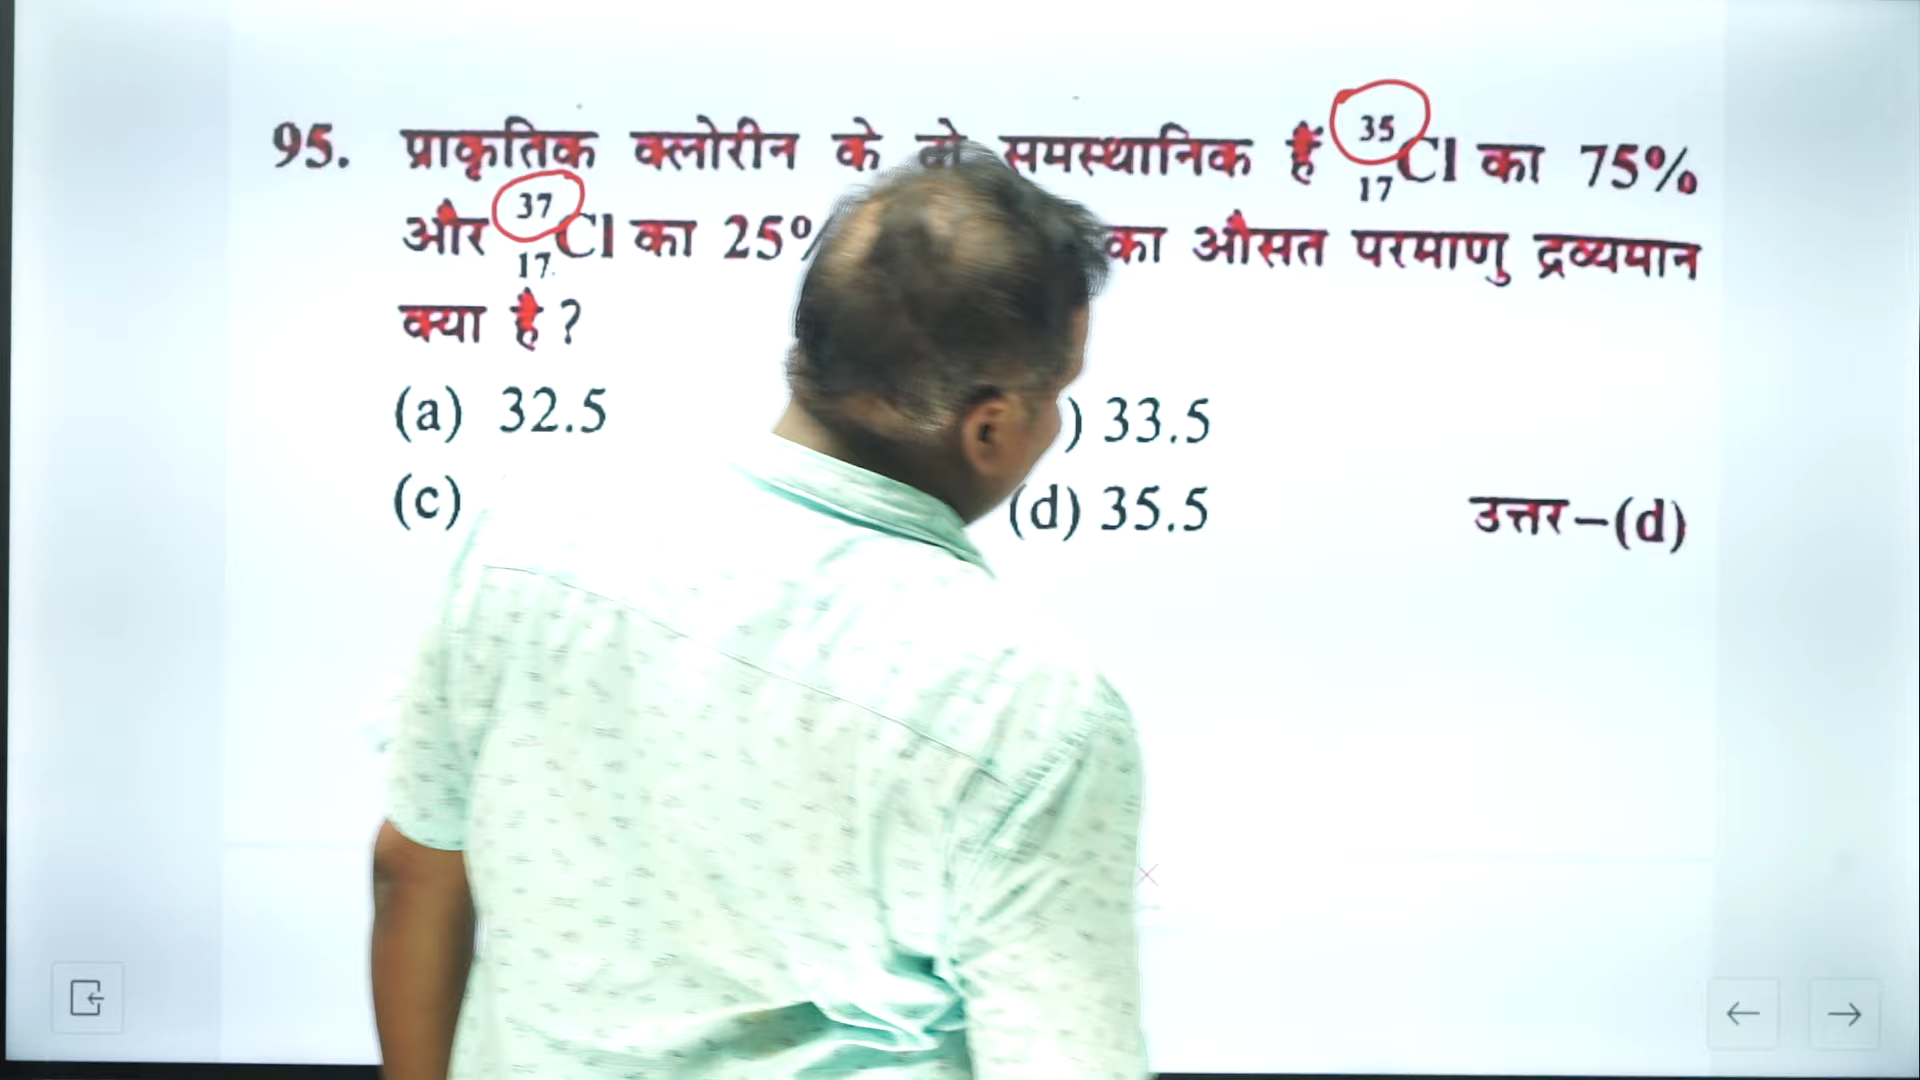 95. प्राकृतिक क्लोरीन के दो समस्थानिक हैं ³⁵₁₇Cl का 75%
और ³⁷₁₇Cl का 25% का औसत परमाणु द्रव्यमान
क्या है ?
(a) 32.5 ) 33.5
(c) (d) 35.5 उत्तर–(d)